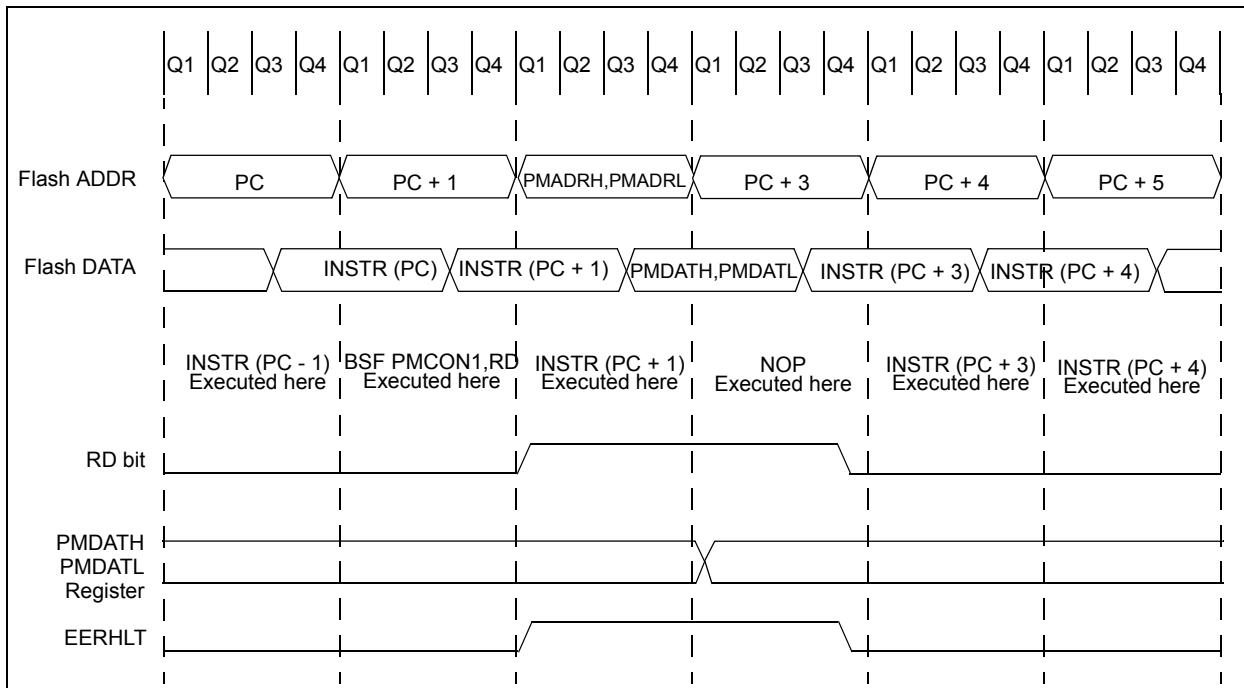 Q1 Q2 Q3 Q4 Q1 Q2 Q3 Q4 Q1 Q2 Q3 Q4 Q1 Q2 Q3 Q4 Q1 Q2 Q3 Q4 Q1 Q2 Q3 Q4
Flash ADDR PC PC + 1 PMADRH,PMADRL PC + 3 PC + 4 PC + 5
Flash DATA INSTR (PC) INSTR (PC + 1) PMDATH,PMDATL INSTR (PC + 3) INSTR (PC + 4)
INSTR (PC - 1) BSF PMCON1,RD INSTR (PC + 1) NOP INSTR (PC + 3) INSTR (PC + 4)
Executed here Executed here Executed here Executed here Executed here Executed here
RD bit
PMDATH
PMDATL
Register
EERHLT